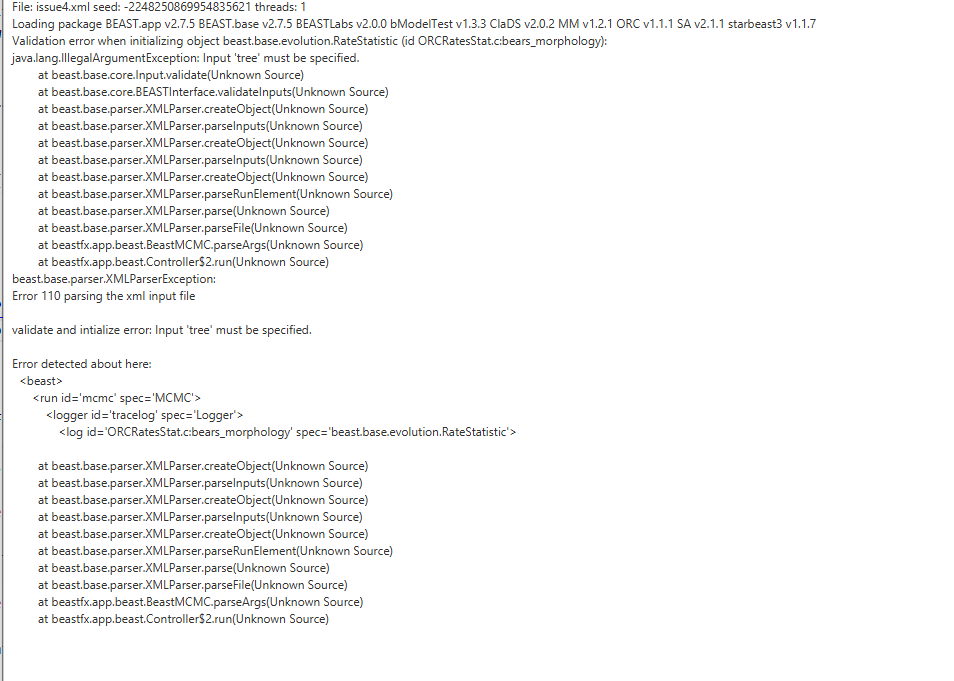 File: issue4.xml seed: -2248250869954835621 threads: 1
Loading package BEAST.app v2.7.5 BEAST.base v2.7.5 BEASTLabs v2.0.0 bModelTest v1.3.3 ClaDS v2.0.2 MM v1.2.1 ORC v1.1.1 SA v2.1.1 starbeast3 v1.1.7
Validation error when initializing object beast.base.evolution.RateStatistic (id ORCRatesStat.c:bears_morphology):
java.lang.IllegalArgumentException: Input 'tree' must be specified.
at beast.base.core.Input.validate(Unknown Source)
at beast.base.core.BEASTInterface.validateInputs(Unknown Source)
at beast.base.parser.XMLParser.createObject(Unknown Source)
at beast.base.parser.XMLParser.parseInputs(Unknown Source)
at beast.base.parser.XMLParser.createObject(Unknown Source)
at beast.base.parser.XMLParser.parseInputs(Unknown Source)
at beast.base.parser.XMLParser.createObject(Unknown Source)
at beast.base.parser.XMLParser.parseRunElement(Unknown Source)
at beast.base.parser.XMLParser.parse(Unknown Source)
at beast.base.parser.XMLParser.parseFile(Unknown Source)
at beastfx.app.beast.BeastMCMC.parseArgs(Unknown Source)
at beastfx.app.beast.Controller$2.run(Unknown Source)
beast.base.parser.XMLParserException:
Error 110 parsing the xml input file
validate and intialize error: Input 'tree' must be specified.
Error detected about here:
<beast>
<run id='mcmc' spec='MCMC'>
<logger id='tracelog' spec='Logger'>
<log id='ORCRatesStat.c:bears_morphology' spec='beast.base.evolution.RateStatistic'>
at beast.base.parser.XMLParser.createObject(Unknown Source)
at beast.base.parser.XMLParser.parseInputs(Unknown Source)
at beast.base.parser.XMLParser.createObject(Unknown Source)
at beast.base.parser.XMLParser.parseInputs(Unknown Source)
at beast.base.parser.XMLParser.createObject(Unknown Source)
at beast.base.parser.XMLParser.parseRunElement(Unknown Source)
at beast.base.parser.XMLParser.parse(Unknown Source)
at beast.base.parser.XMLParser.parseFile(Unknown Source)
at beastfx.app.beast.BeastMCMC.parseArgs(Unknown Source)
at beastfx.app.beast.Controller$2.run(Unknown Source)